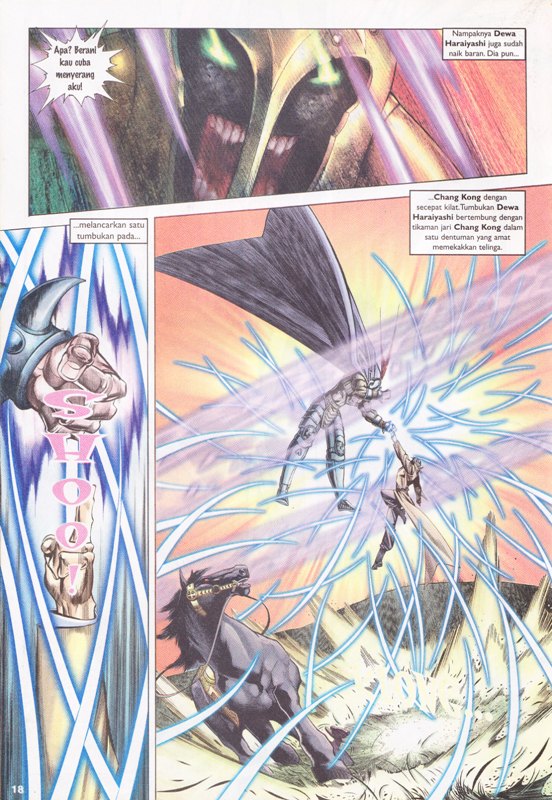 Apa? Berani
kau cuba
menyerang
aku!
Nampaknya Dewa
Haraiyashi juga sudah
naik baran. Dia pun...
...melancarkan satu
tumbukan pada...
SHOO!
...Chang Kong dengan
secepat kilat. Tumbukan Dewa
Haraiyashi bertembung dengan
tikaman jari Chang Kong dalam
satu dentuman yang amat
memekakkan telinga.
18